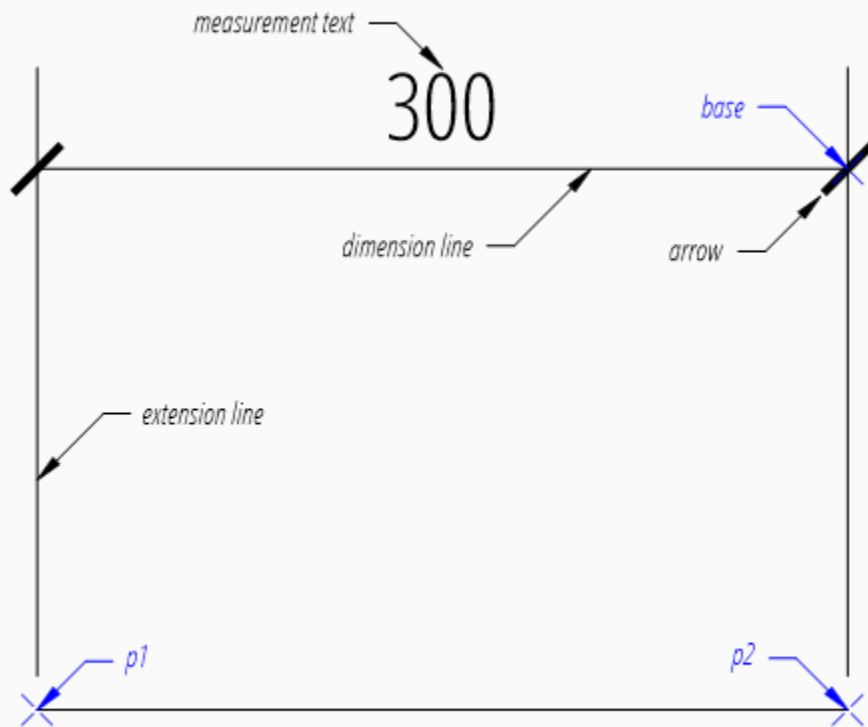 measurement text
300
base
dimension line
arrow
extension line
p1
p2